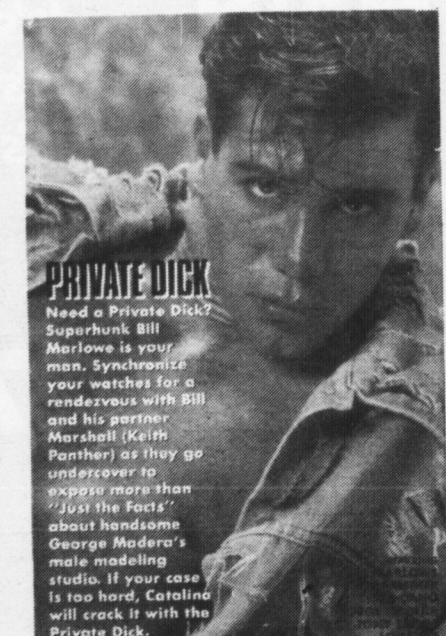 PRIVATE DICK
Need a Private Dick?
Superhunk Bill
Marlowe is your
man. Synchronize
your watches for a
rendezvous with Bill
and his partner
Marshall (Keith
Panther) as they go
undercover to
expose more than
"Just the Facts"
about handsome
George Madera's
male modeling
studio. If your case
is too hard, Catalina
will crack it with the
Private Dick.